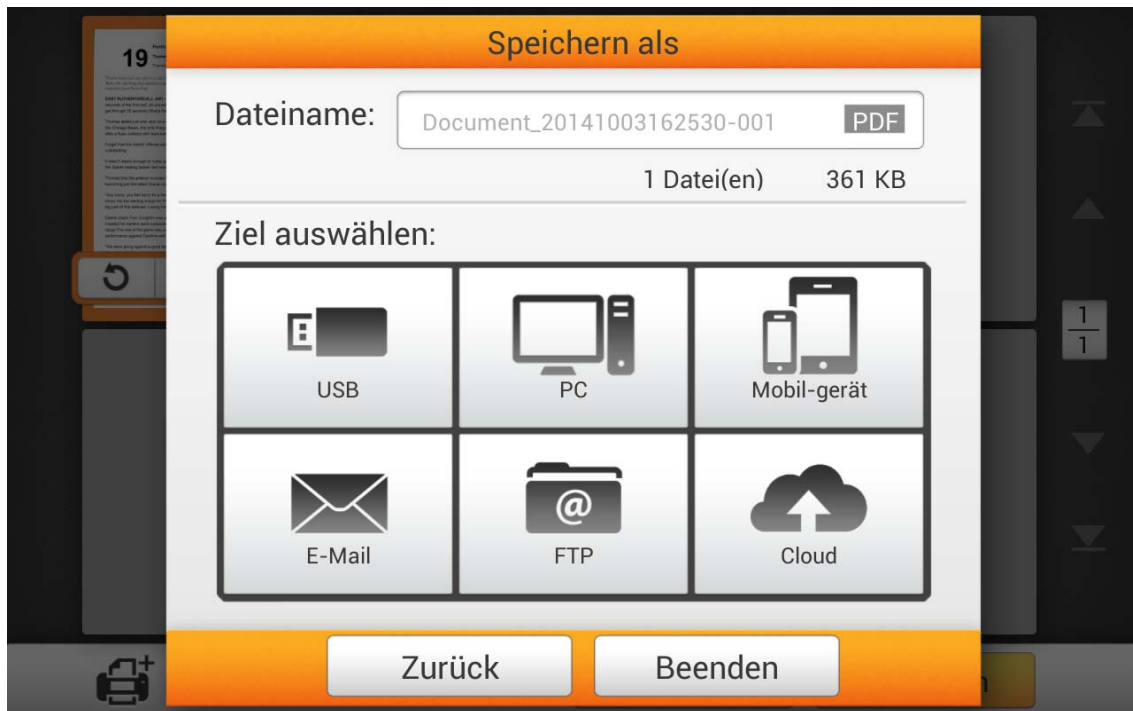 Speichern als
19
Dateiname: Document_20141003162530-001 PDF
1 Datei(en) 361 KB
Ziel auswählen:
USB PC Mobil-gerät
E-Mail FTP Cloud
1
1
Zurück Beenden